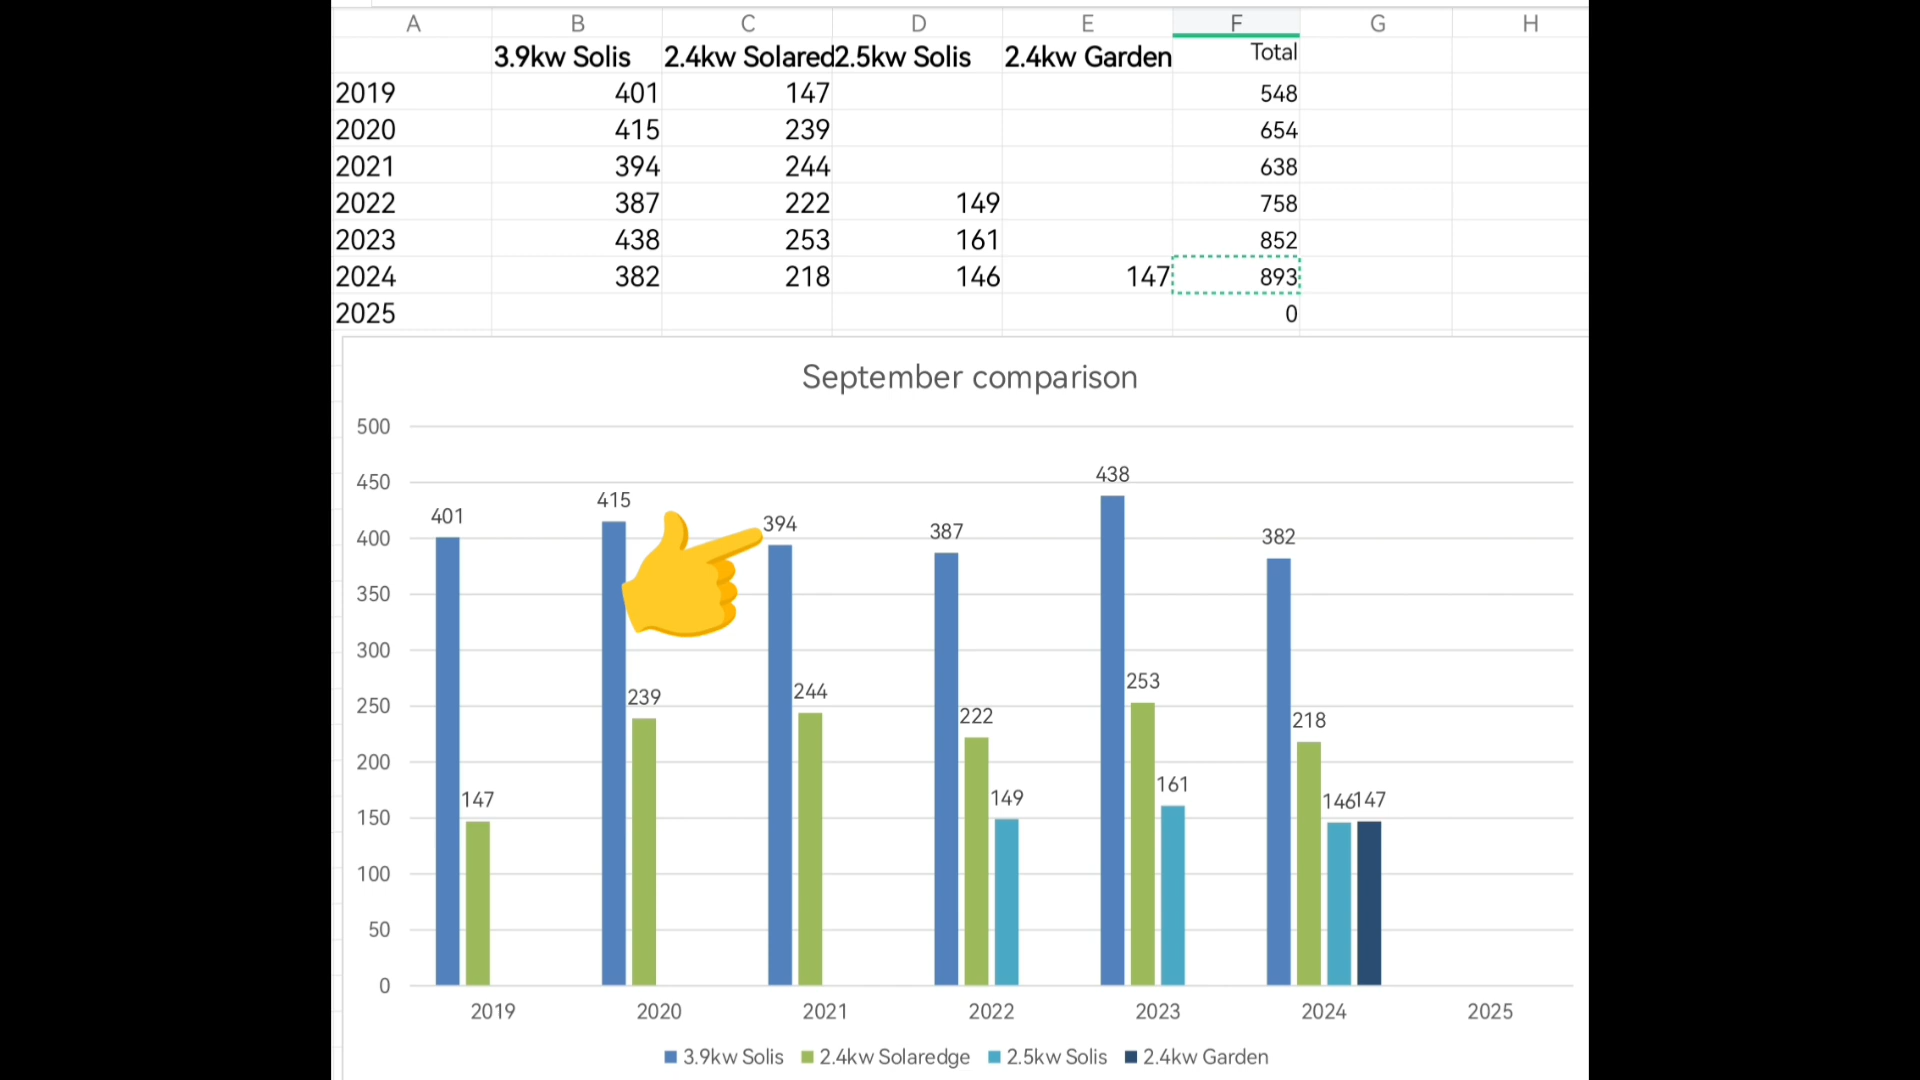 A B C D E F G H
3.9kw Solis 2.4kw Solared 2.5kw Solis 2.4kw Garden Total
2019 401 147 548
2020 415 239 654
2021 394 244 638
2022 387 222 149 758
2023 438 253 161 852
2024 382 218 146 147 893
2025 0
September comparison
500
450
400
350
300
250
200
150
100
50
0
401 147
415 239
394 244
387 222 149
438 253 161
382 218 146 147
2019 2020 2021 2022 2023 2024 2025
3.9kw Solis 2.4kw Solaredge 2.5kw Solis 2.4kw Garden